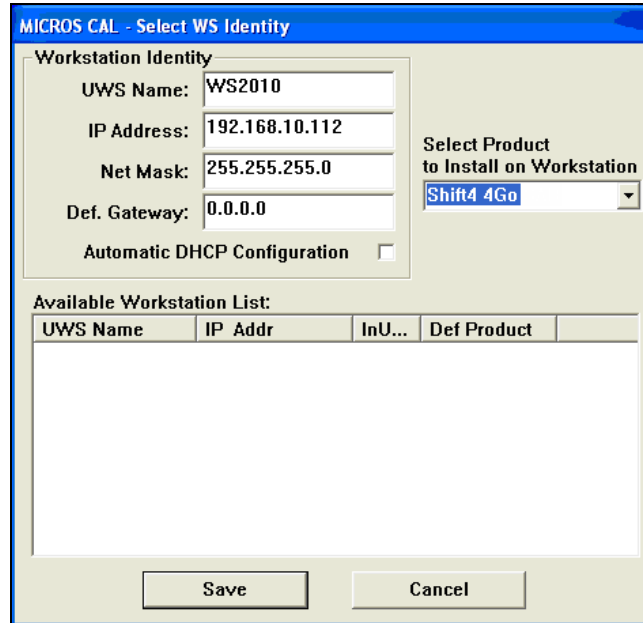 MICROS CAL - Select WS Identity
Workstation Identity
UWS Name: WS2010
IP Address: 192.168.10.112
Net Mask: 255.255.255.0
Def. Gateway: 0.0.0.0
Automatic DHCP Configuration
Select Product
to Install on Workstation
Shift4 4Go
Available Workstation List:
UWS Name IP Addr InU... Def Product
Save Cancel